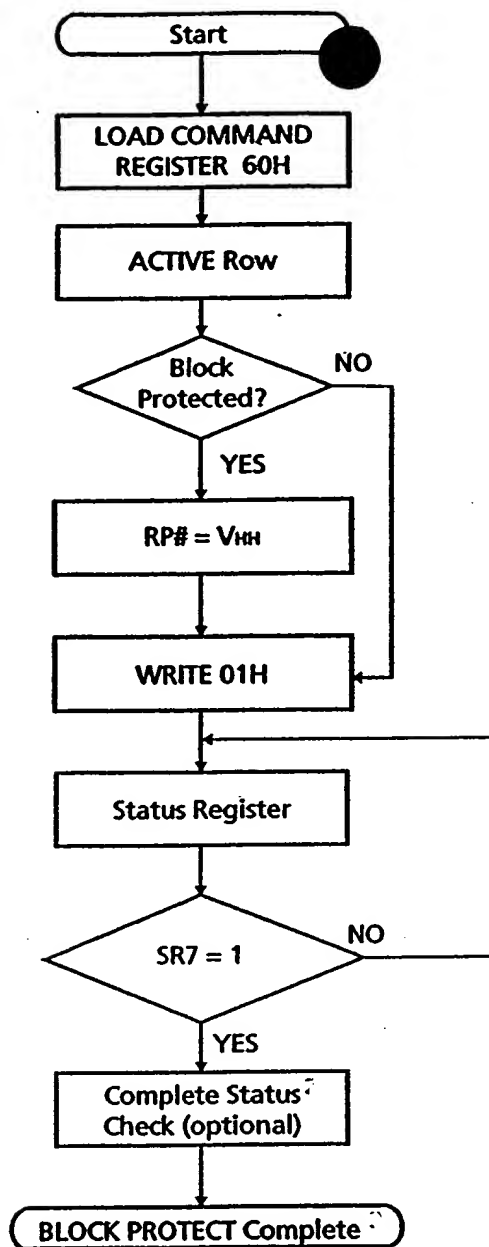 Start
LOAD COMMAND
REGISTER 60H
ACTIVE Row
Block
Protected?
NO
YES
RP# = VHH
WRITE 01H
Status Register
SR7 = 1
NO
YES
Complete Status
Check (optional)
BLOCK PROTECT Complete